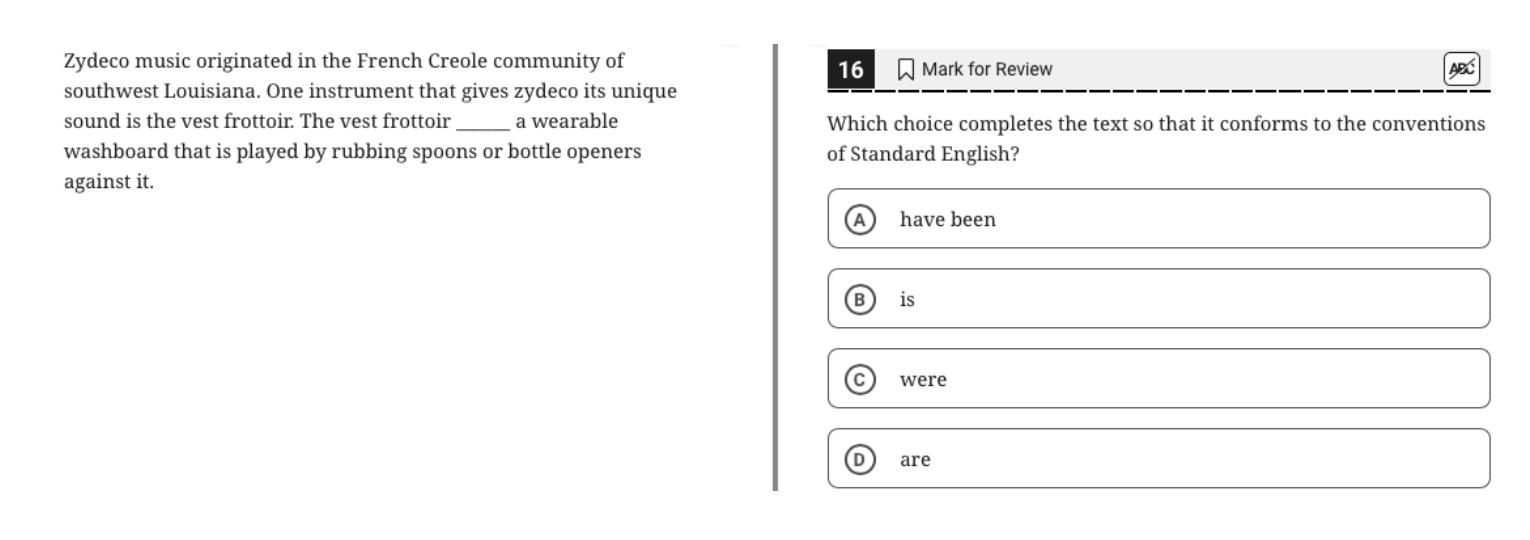 Zydeco music originated in the French Creole community of
southwest Louisiana. One instrument that gives zydeco its unique
sound is the vest frottoir. The vest frottoir ______ a wearable
washboard that is played by rubbing spoons or bottle openers
against it.
16 Mark for Review ABC
Which choice completes the text so that it conforms to the conventions
of Standard English?
A have been
B is
C were
D are